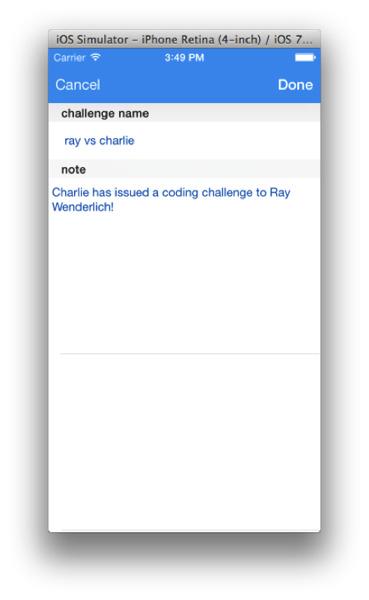 iOS Simulator – iPhone Retina (4-inch) / iOS 7...
Carrier 3:49 PM
Cancel Done
challenge name
ray vs charlie
note
Charlie has issued a coding challenge to Ray
Wenderlich!